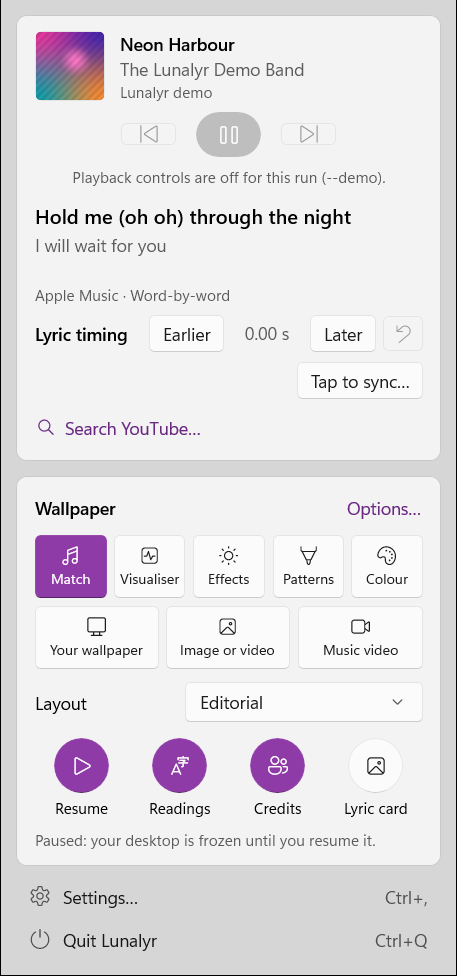 Neon Harbour
The Lunalyr Demo Band
Lunalyr demo
Playback controls are off for this run (--demo).
Hold me (oh oh) through the night
I will wait for you
Apple Music · Word-by-word
Lyric timing Earlier 0.00 s Later
Tap to sync...
Search YouTube...
Wallpaper Options...
Match Visualiser Effects Patterns Colour
Your wallpaper Image or video Music video
Layout Editorial
Resume Readings Credits Lyric card
Paused: your desktop is frozen until you resume it.
Settings... Ctrl+,
Quit Lunalyr Ctrl+Q